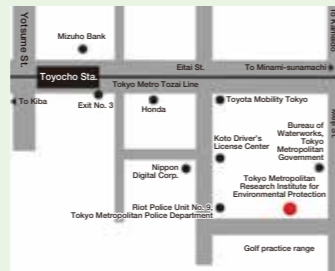 Yotsume St.
Mizuho Bank
Eitai St.
To Minami-sunamachi
Toyocho Sta.
Tokyo Metro Tozai Line
To Kiba
Exit No. 3
Honda
Toyota Mobility Tokyo
Koto Driver's
License Center
Bureau of
Waterworks,
Tokyo
Metropolitan
Government
Nippon
Digital Corp.
Tokyo Metropolitan
Research Institute for
Environmental Protection
Riot Police Unit No. 9,
Tokyo Metropolitan Police Department
Golf practice range